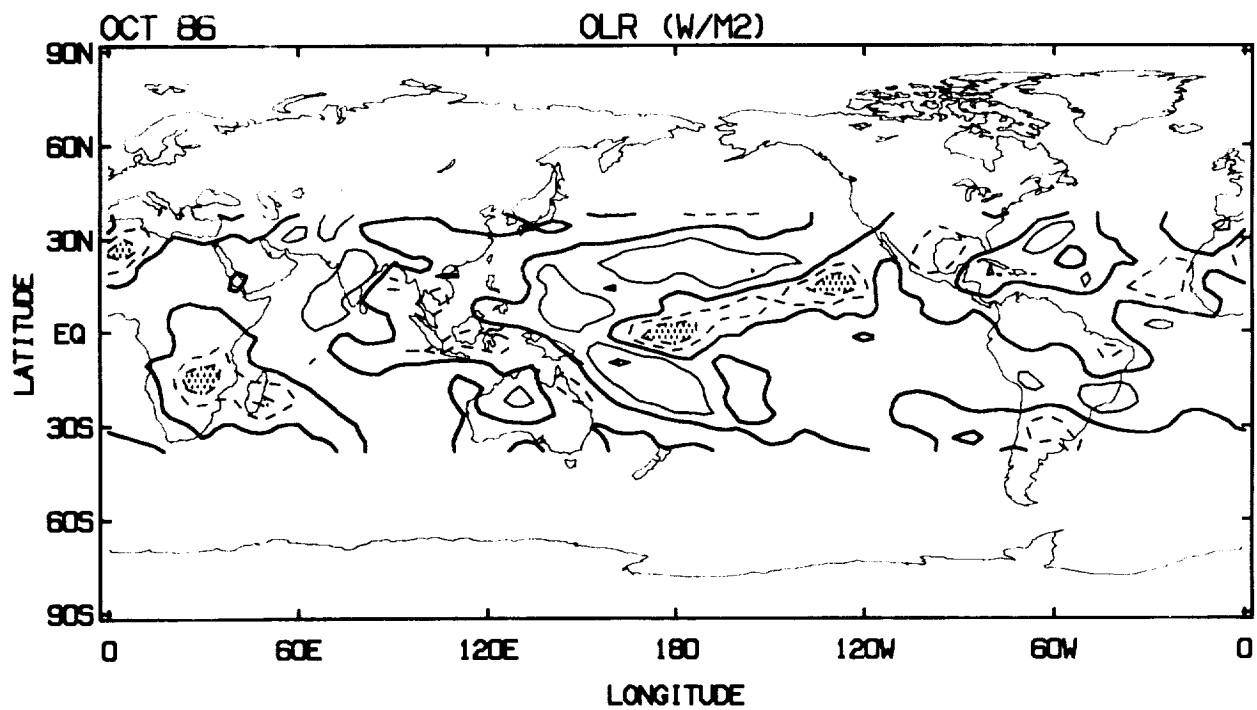 OCT 86 OLR (W/M2)
90N
60N
30N
EQ
30S
60S
90S
LATITUDE
0 60E 120E 180 120W 60W 0
LONGITUDE